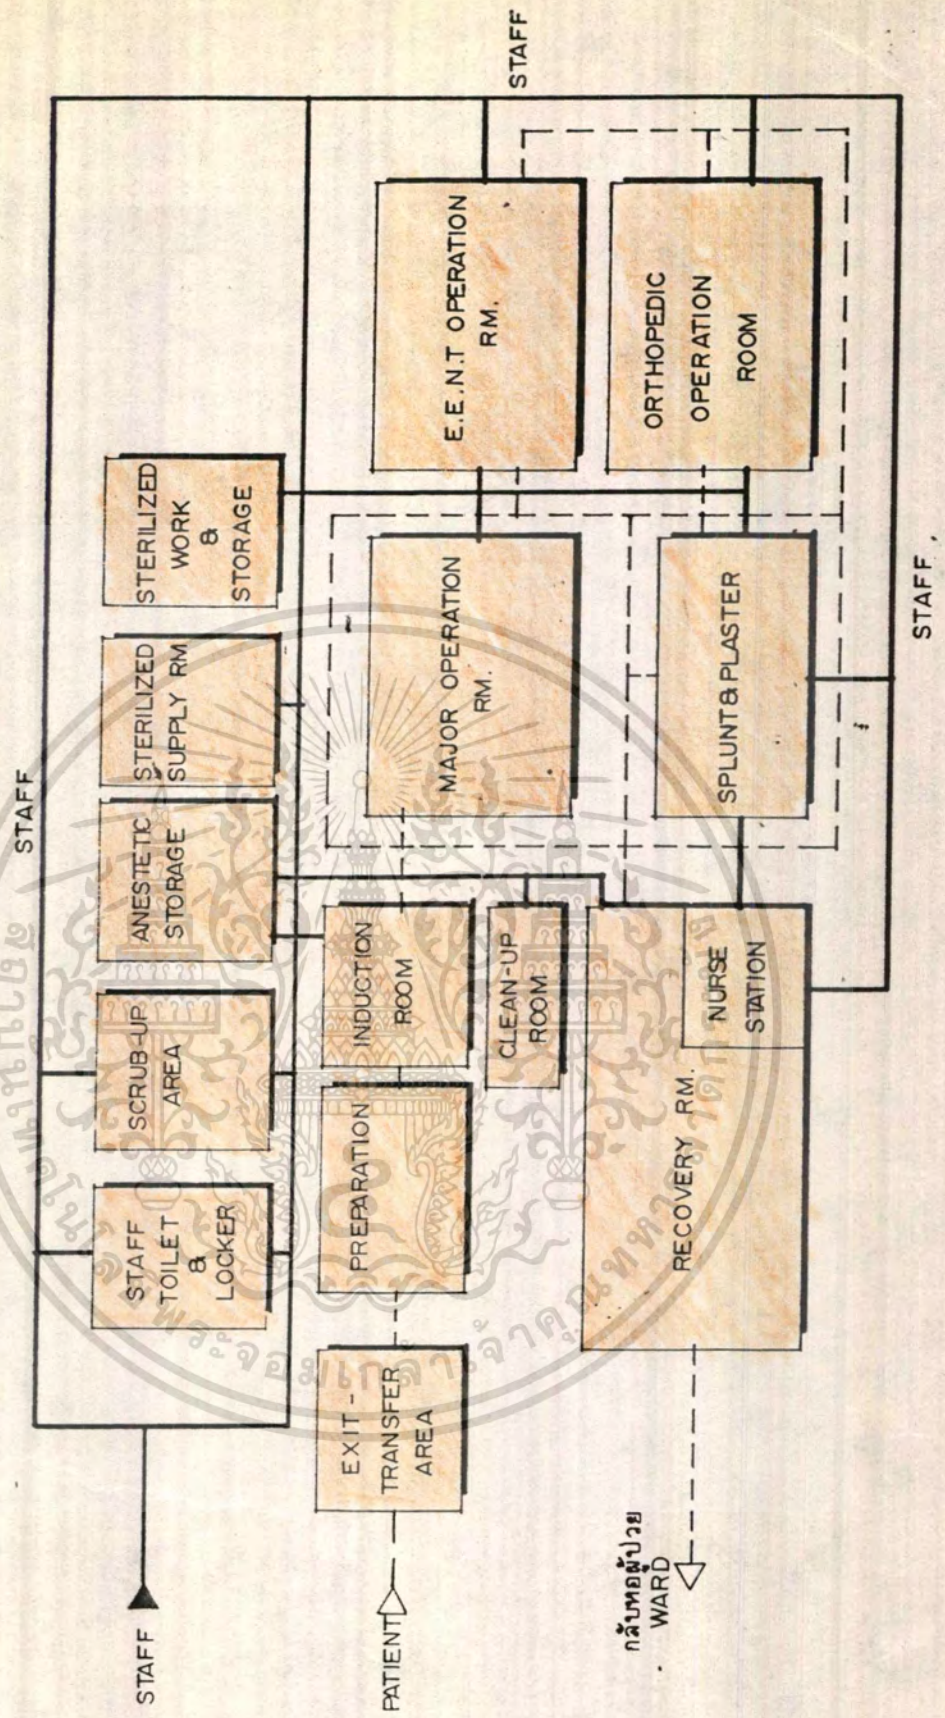 STAFF
STAFF
STERILIZED
WORK
&
STORAGE
STERILIZED
SUPPLY RM
ANESTETIC
STORAGE
SCRUB-UP
AREA
STAFF
TOILET
&
LOCKER
STAFF
E.E.N.T OPERATION
RM.
MAJOR OPERATION
RM.
INDUCTION
ROOM
PREPARATION
EXIT-
TRANSFER
AREA
PATIENT
ORTHOPEDIC
OPERATION
ROOM
SPLUNT&PLASTER
CLEAN-UP
ROOM
NURSE
STATION
RECOVERY RM.
กลับหอผู้ป่วย
WARD
STAFF